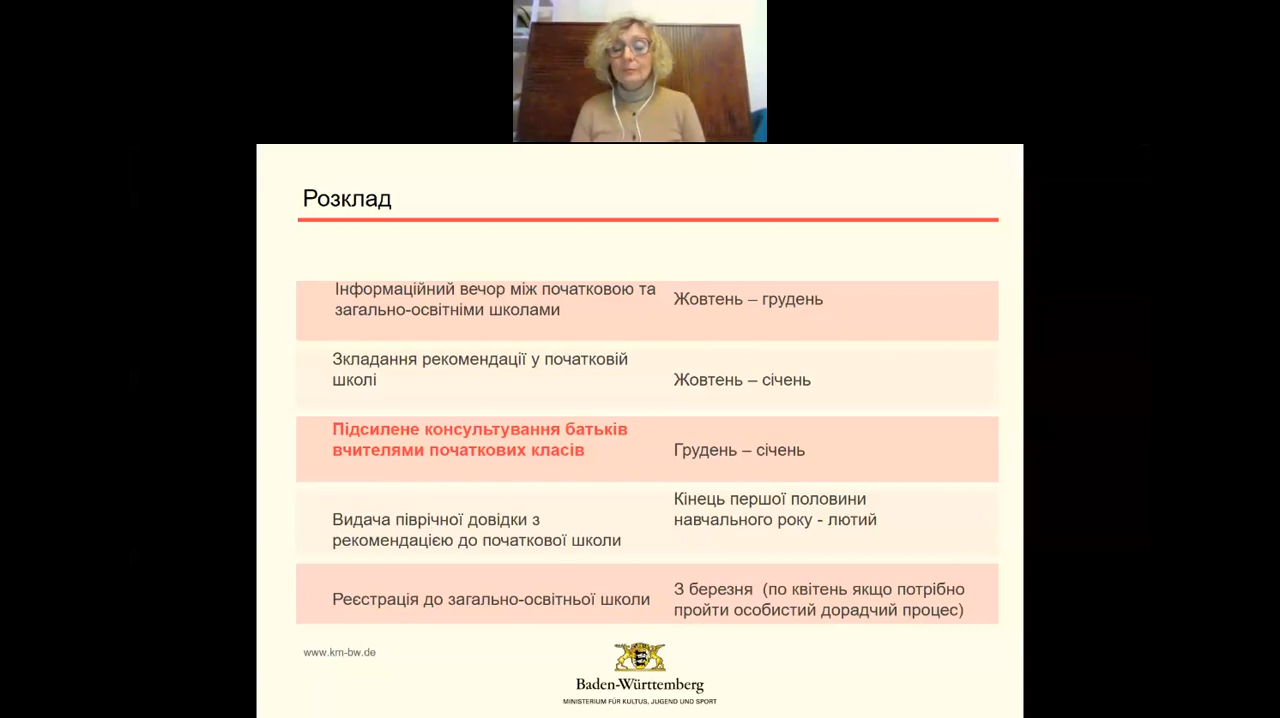 Розклад
Інформаційний вечор між початковою та
загально-освітніми школами
Жовтень – грудень
Зкладання рекомендації у початковій
школі
Жовтень – січень
Підсилене консультування батьків
вчителями початкових класів
Грудень – січень
Видача піврічної довідки з
рекомендацією до початкової школи
Кінець першої половини
навчального року - лютий
Реєстрація до загально-освітньої школи
З березня (по квітень якщо потрібно
пройти особистий дорадчий процес)
www.km-bw.de
Baden-Württemberg
MINISTERIUM FÜR KULTUS, JUGEND UND SPORT